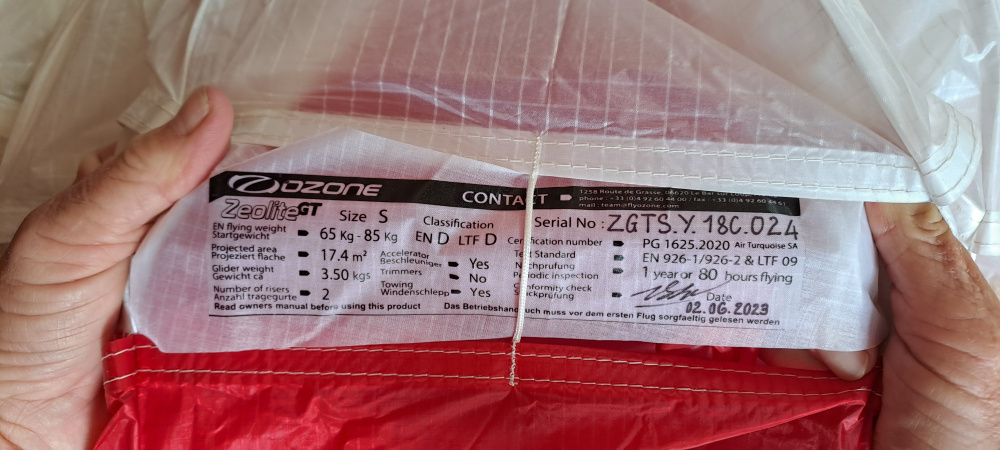 OZONE
CONTACT
1258 Route de Grasse, 06620 Le Bar sur Loup
phone : +33 (0)4 92 60 44 00 / fax : +33 (0)4 92 60 44 61
mail : team@flyozone.com
Zeolite GT
Size S
Classification
EN D LTF D
Serial No : ZGTS.Y.18C.024
EN flying weight
Startgewicht
65 Kg - 85 Kg
Projected area
Projeziert flache
17.4 m²
Glider weight
Gewicht ca
3.50 kgs
Number of risers
Anzahl tragegurte
2
Accelerator
Beschleuniger
Yes
Trimmers
No
Towing
Windenschlepp
Yes
Certification number
PG 1625.2020 Air Turquoise SA
Test Standard
EN 926-1/926-2 & LTF 09
Nachprufung
Periodic inspection
1 year or 80 hours flying
Conformity check
Stuckprufung
Date
02.06.2023
Read owners manual before using this product
Das Betriebshandbuch muss vor dem ersten Flug sorgfaeltig gelesen werden